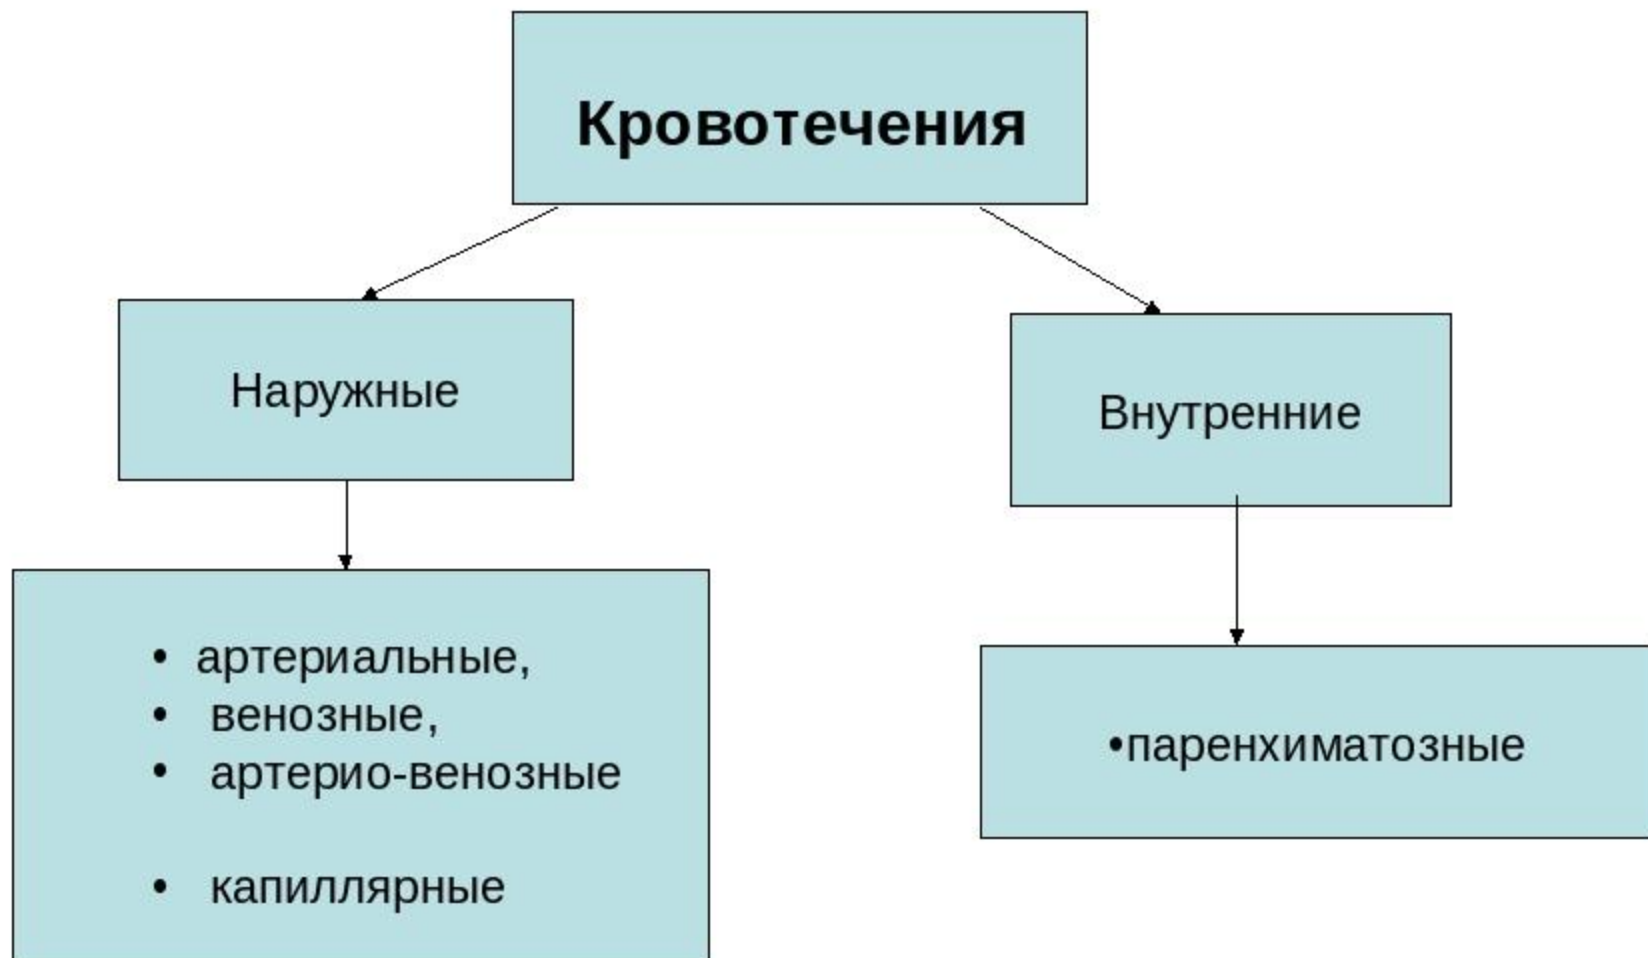 Кровотечения
Наружные
Внутренние
• артериальные,
• венозные,
• артерио-венозные
• капиллярные
•паренхиматозные